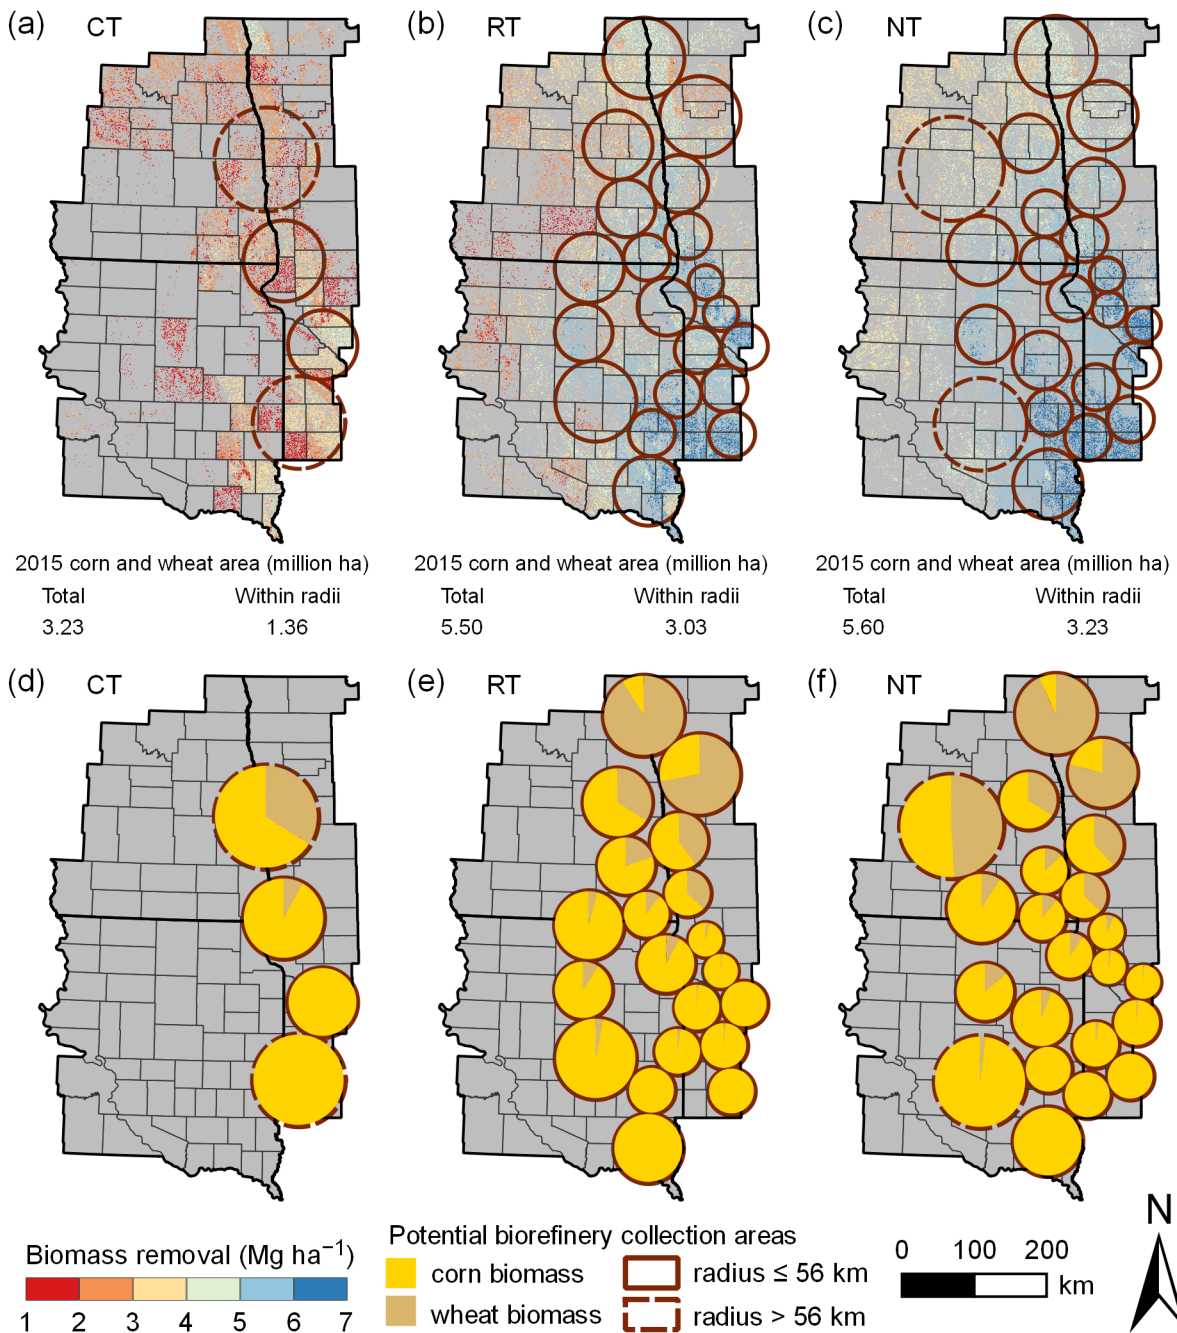 (a) CT
(b) RT
(c) NT
2015 corn and wheat area (million ha)
Total Within radii
3.23 1.36
2015 corn and wheat area (million ha)
Total Within radii
5.50 3.03
2015 corn and wheat area (million ha)
Total Within radii
5.60 3.23
(d) CT
(e) RT
(f) NT
Biomass removal (Mg ha⁻¹)
1 2 3 4 5 6 7
Potential biorefinery collection areas
corn biomass
wheat biomass
radius ≤ 56 km
radius > 56 km
0 100 200
km
N